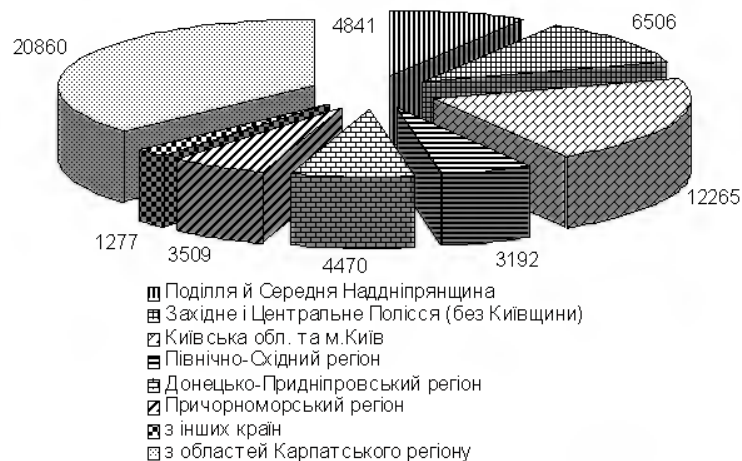 20860
4841
6506
12265
1277
3509
4470
3192
Поділля й Середня Наддніпрянщина
Західне і Центральне Полісся (без Київщини)
Київська обл. та м.Київ
Північно-Східний регіон
Донецько-Придніпровський регіон
Причорноморський регіон
з інших країн
з областей Карпатського регіону